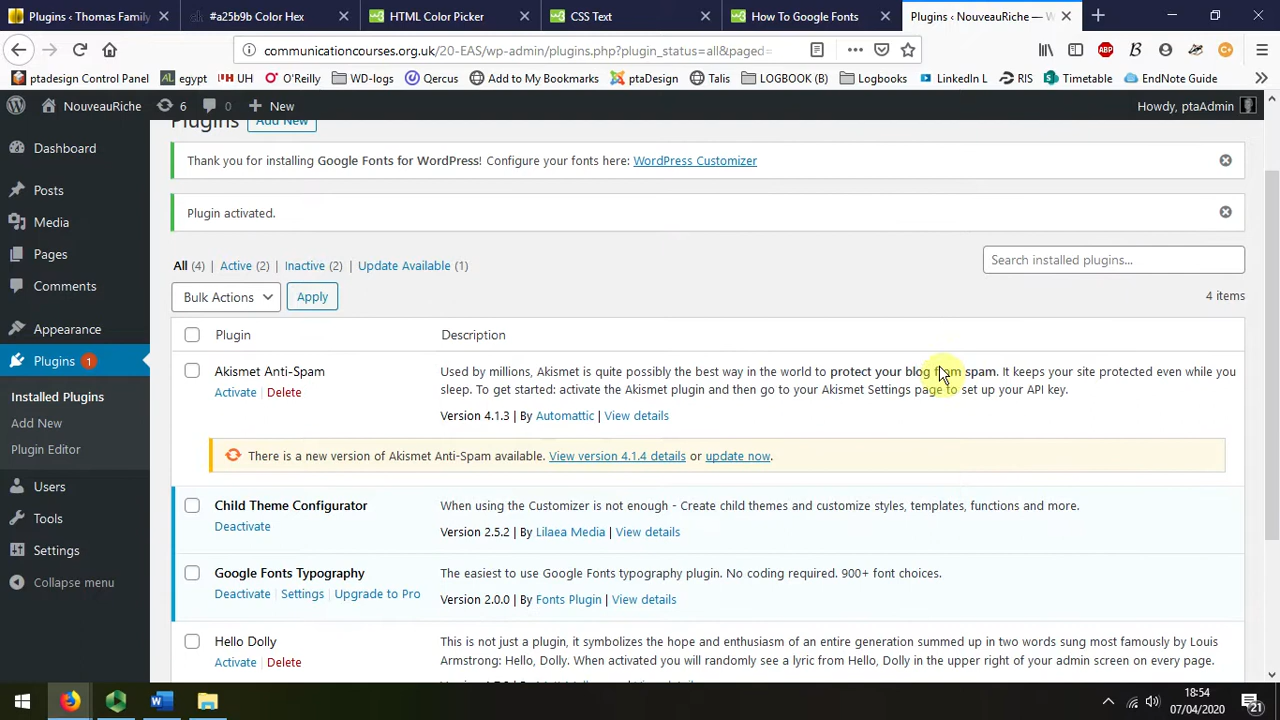 Plugins ‹ Thomas Family
#a25b9b Color Hex
HTML Color Picker
CSS Text
How To Google Fonts
Plugins ‹ NouveauRiche — W
communicationcourses.org.uk/20-EAS/wp-admin/plugins.php?plugin_status=all&paged=
ptadesign Control Panel
egypt
UH
O'Reilly
WD-logs
Qercus
Add to My Bookmarks
ptaDesign
Talis
LOGBOOK (B)
Logbooks
LinkedIn L
RIS
Timetable
EndNote Guide
NouveauRiche
6
0
New
Howdy, ptaAdmin
Dashboard
Posts
Media
Pages
Comments
Appearance
Plugins 1
Installed Plugins
Add New
Plugin Editor
Users
Tools
Settings
Collapse menu
Plugins Add New
Thank you for installing Google Fonts for WordPress! Configure your fonts here: WordPress Customizer
Plugin activated.
All (4) | Active (2) | Inactive (2) | Update Available (1)
Search installed plugins...
Bulk Actions
Apply
4 items
Plugin
Description
Akismet Anti-Spam
Activate | Delete
Used by millions, Akismet is quite possibly the best way in the world to protect your blog from spam. It keeps your site protected even while you
sleep. To get started: activate the Akismet plugin and then go to your Akismet Settings page to set up your API key.
Version 4.1.3 | By Automattic | View details
There is a new version of Akismet Anti-Spam available. View version 4.1.4 details or update now.
Child Theme Configurator
Deactivate
When using the Customizer is not enough - Create child themes and customize styles, templates, functions and more.
Version 2.5.2 | By Lilaea Media | View details
Google Fonts Typography
Deactivate | Settings | Upgrade to Pro
The easiest to use Google Fonts typography plugin. No coding required. 900+ font choices.
Version 2.0.0 | By Fonts Plugin | View details
Hello Dolly
Activate | Delete
This is not just a plugin, it symbolizes the hope and enthusiasm of an entire generation summed up in two words sung most famously by Louis
Armstrong: Hello, Dolly. When activated you will randomly see a lyric from Hello, Dolly in the upper right of your admin screen on every page.
18:54
07/04/2020
21